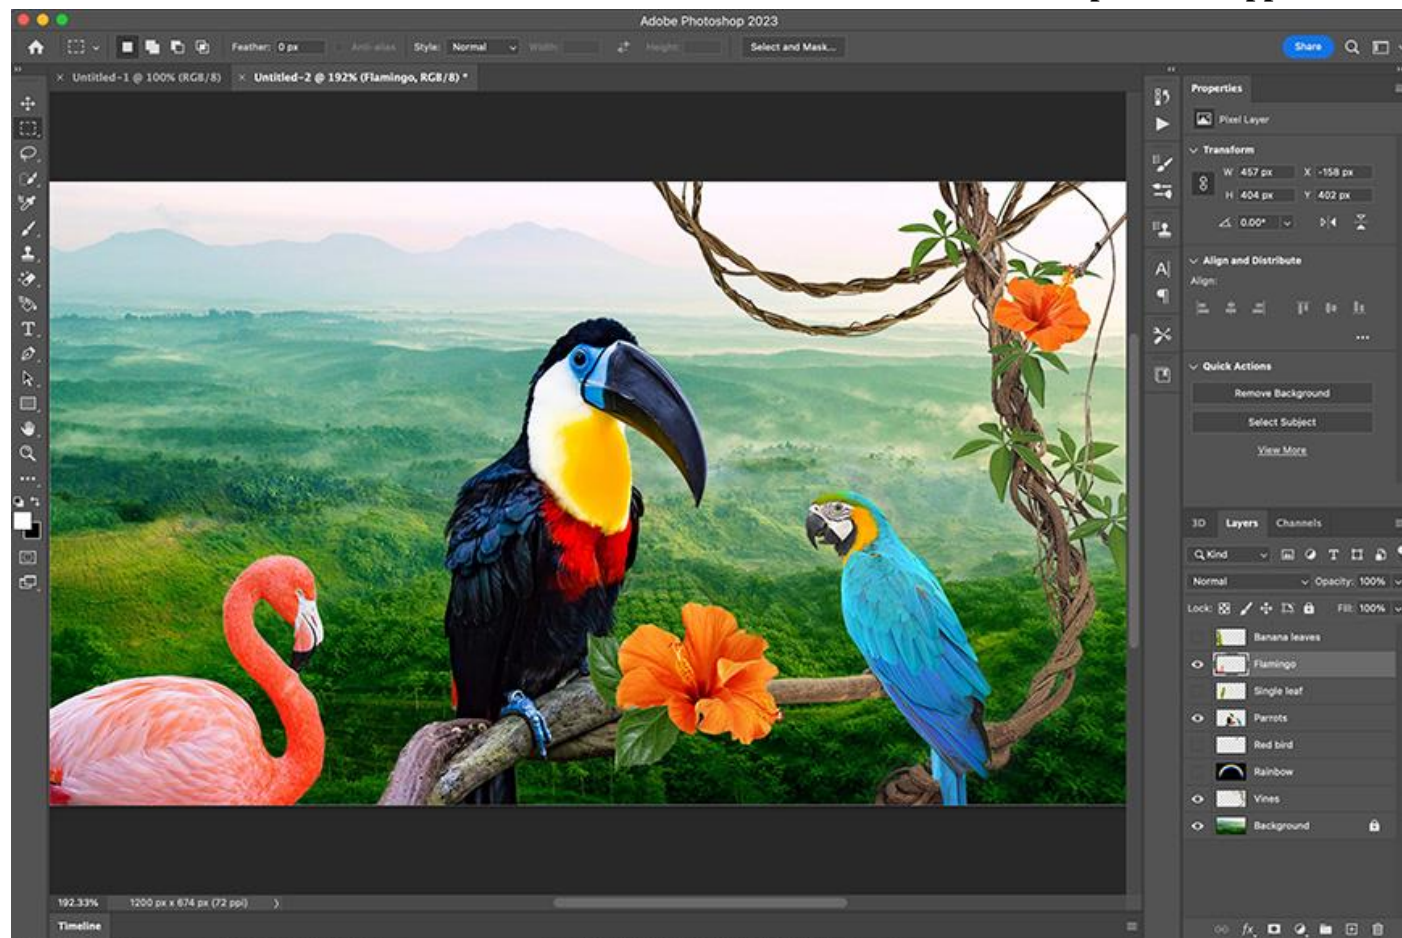 Adobe Photoshop 2023
Feather: 0 px Anti-alias Style: Normal Width: Height: Select and Mask... Share
× Untitled-1 @ 100% (RGB/8) × Untitled-2 @ 192% (Flamingo, RGB/8) *
Properties
Pixel Layer
Transform
W 457 px X -158 px
H 404 px Y 402 px
0.00°
Align and Distribute
Align:
Quick Actions
Remove Background
Select Subject
View More
3D Layers Channels
Kind
Normal Opacity: 100%
Lock: Fill: 100%
Banana leaves
Flamingo
Single leaf
Parrots
Red bird
Rainbow
Vines
Background
192.33% 1200 px x 674 px (72 ppi)
Timeline